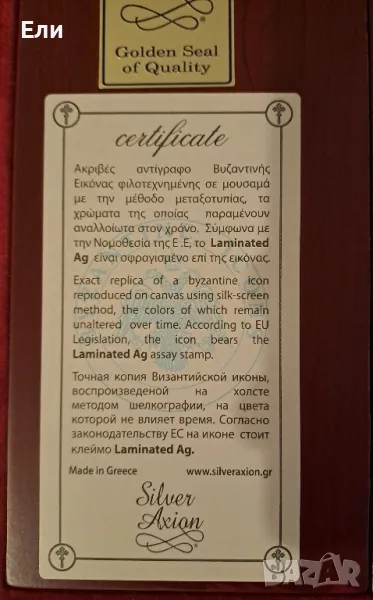 Ели
Golden Seal
of Quality
certificate
Ακριβές αντίγραφο Βυζαντινής
Εικόνας φιλοτεχνημένης σε μουσαμά
με την μέθοδο μεταξοτυπίας, τα
χρώματα της οποίας παραμένουν
αναλλοίωτα στον χρόνο. Σύμφωνα με
την Νομοθεσία της Ε.Ε, το Laminated
Ag είναι σφραγισμένο επί της εικόνας.
Exact replica of a byzantine icon
reproduced on canvas using silk-screen
method, the colors of which remain
unaltered over time. According to EU
Legislation, the icon bears the
Laminated Ag assay stamp.
Точная копия Византийской иконы,
воспроизведеной на холсте
методом шелкографии, на цвета
которой не влияет время. Согласно
законодательству ЕС на иконе стоит
клеймо Laminated Ag.
Made in Greece www.silveraxion.gr
Silver
Axion
BAZAR